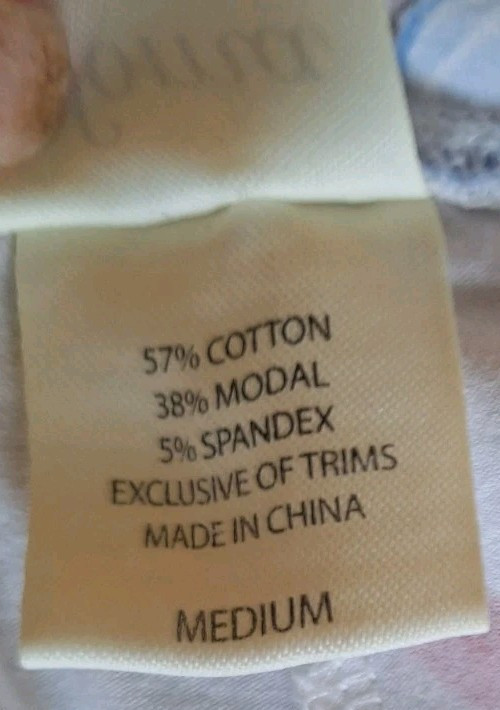 57% COTTON
38% MODAL
5% SPANDEX
EXCLUSIVE OF TRIMS
MADE IN CHINA
MEDIUM